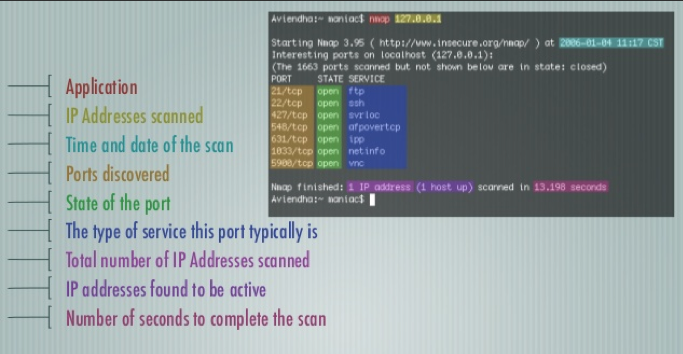 Aviendha:~ maniac$ nmap 127.0.0.1
Starting Nmap 3.95 ( http://www.insecure.org/nmap/ ) at 2006-01-04 11:17 CST
Interesting ports on localhost (127.0.0.1):
(The 1663 ports scanned but not shown below are in state: closed)
PORT STATE SERVICE
21/tcp open ftp
22/tcp open ssh
427/tcp open svrloc
548/tcp open afpovertcp
631/tcp open ipp
1033/tcp open netinfo
5900/tcp open vnc
Nmap finished: 1 IP address (1 host up) scanned in 13.198 seconds
Aviendha:~ maniac$
Application
IP Addresses scanned
Time and date of the scan
Ports discovered
State of the port
The type of service this port typically is
Total number of IP Addresses scanned
IP addresses found to be active
Number of seconds to complete the scan